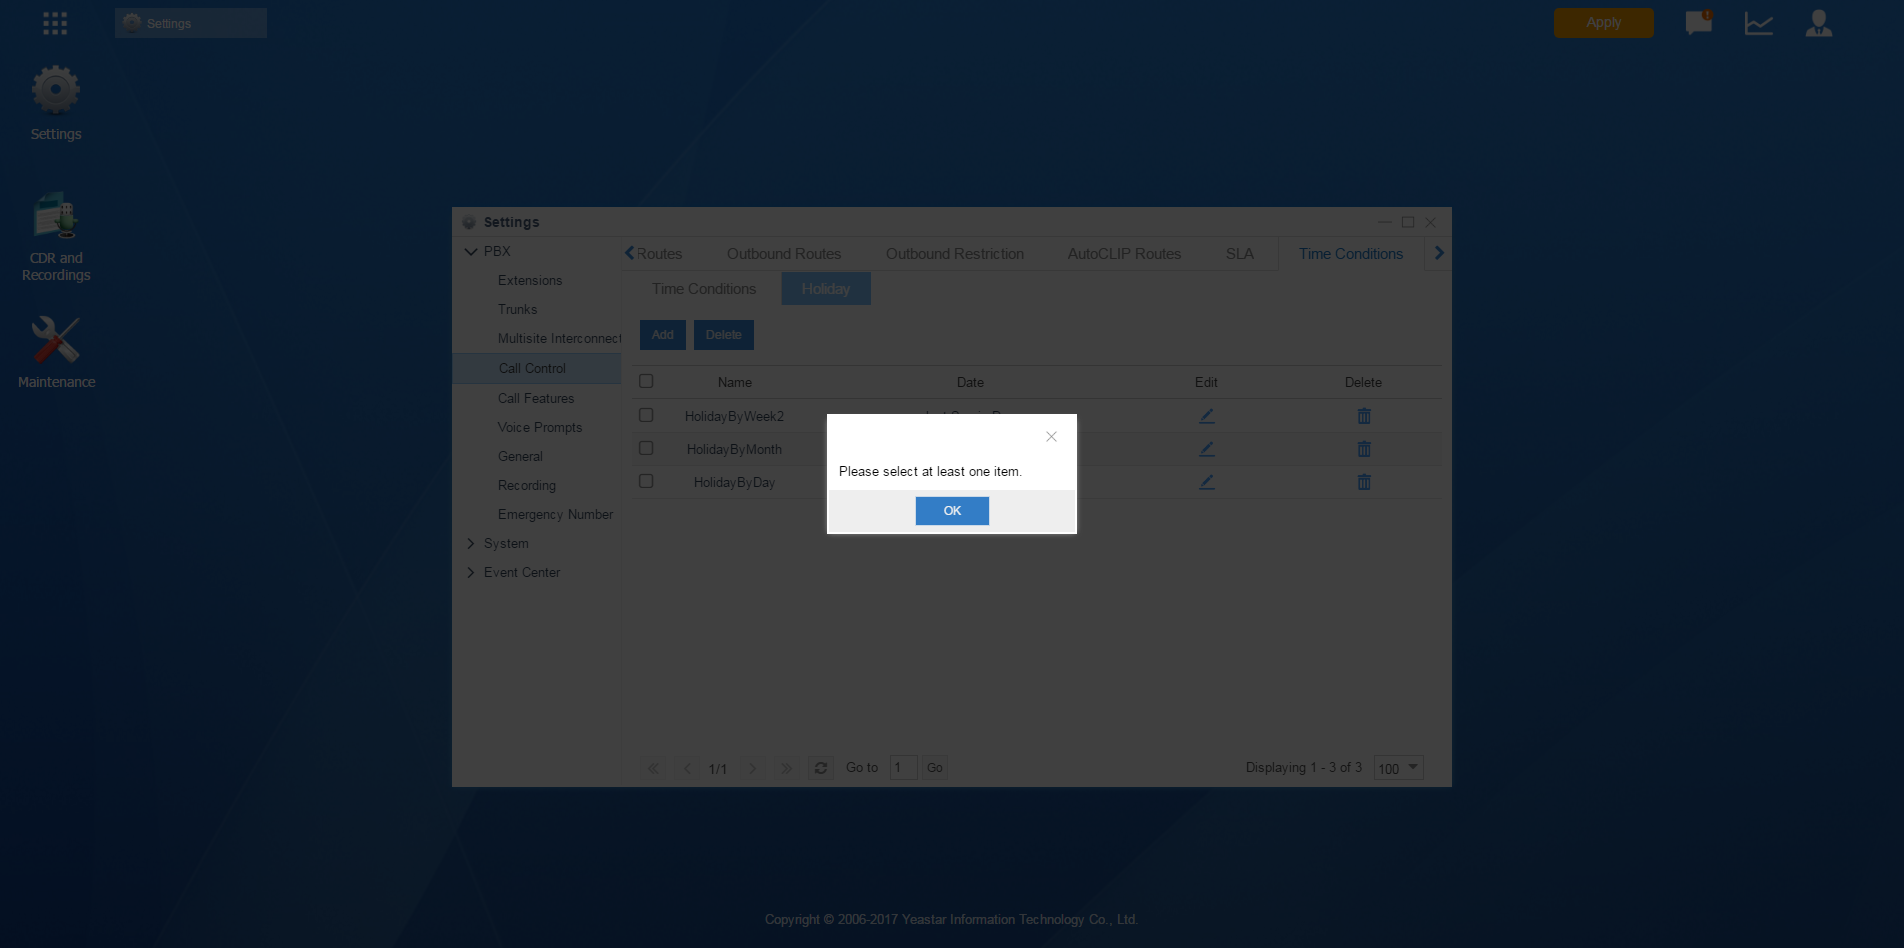 Settings
Apply
Settings
CDR and
Recordings
Maintenance
Settings
PBX
Extensions
Trunks
Multisite Interconnect
Call Control
Call Features
Voice Prompts
General
Recording
Emergency Number
System
Event Center
Routes Outbound Routes Outbound Restriction AutoCLIP Routes SLA Time Conditions
Time Conditions Holiday
Add Delete
Name Date Edit Delete
HolidayByWeek2
HolidayByMonth
HolidayByDay
Please select at least one item.
OK
1/1 Go to 1 Go Displaying 1 - 3 of 3 100
Copyright © 2006-2017 Yeastar Information Technology Co., Ltd.